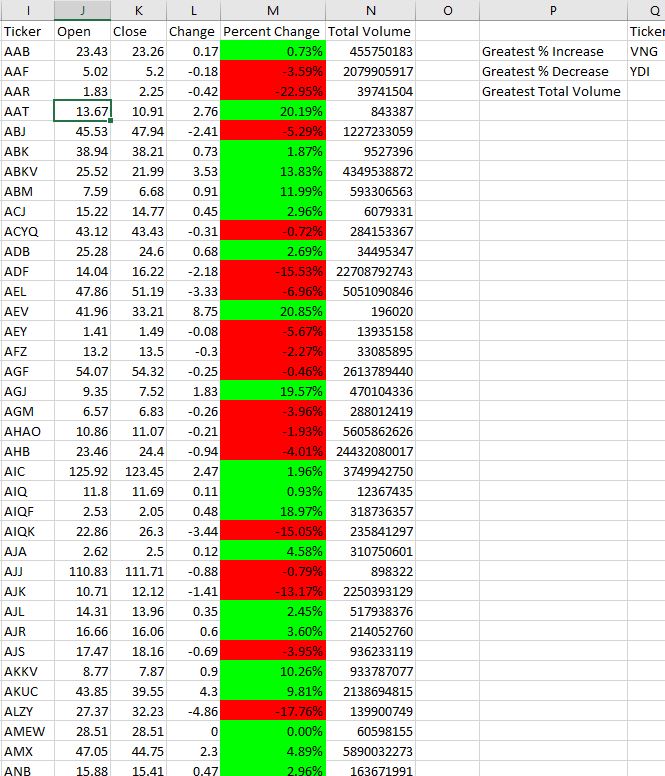 I J K L M N O P Q
Ticker Open Close Change Percent Change Total Volume Ticker
AAB 23.43 23.26 0.17 0.73% 455750183 Greatest % Increase VNG
AAF 5.02 5.2 -0.18 -3.59% 2079905917 Greatest % Decrease YDI
AAR 1.83 2.25 -0.42 -22.95% 39741504 Greatest Total Volume
AAT 13.67 10.91 2.76 20.19% 843387
ABJ 45.53 47.94 -2.41 -5.29% 1227233059
ABK 38.94 38.21 0.73 1.87% 9527396
ABKV 25.52 21.99 3.53 13.83% 4349538872
ABM 7.59 6.68 0.91 11.99% 593306563
ACJ 15.22 14.77 0.45 2.96% 6079331
ACYQ 43.12 43.43 -0.31 -0.72% 284153367
ADB 25.28 24.6 0.68 2.69% 34495347
ADF 14.04 16.22 -2.18 -15.53% 22708792743
AEL 47.86 51.19 -3.33 -6.96% 5051090846
AEV 41.96 33.21 8.75 20.85% 196020
AEY 1.41 1.49 -0.08 -5.67% 13935158
AFZ 13.2 13.5 -0.3 -2.27% 33085895
AGF 54.07 54.32 -0.25 -0.46% 2613789440
AGJ 9.35 7.52 1.83 19.57% 470104336
AGM 6.57 6.83 -0.26 -3.96% 288012419
AHAO 10.86 11.07 -0.21 -1.93% 5605862626
AHB 23.46 24.4 -0.94 -4.01% 24432080017
AIC 125.92 123.45 2.47 1.96% 3749942750
AIQ 11.8 11.69 0.11 0.93% 12367435
AIQF 2.53 2.05 0.48 18.97% 318736357
AIQK 22.86 26.3 -3.44 -15.05% 235841297
AJA 2.62 2.5 0.12 4.58% 310750601
AJJ 110.83 111.71 -0.88 -0.79% 898322
AJK 10.71 12.12 -1.41 -13.17% 2250393129
AJL 14.31 13.96 0.35 2.45% 517938376
AJR 16.66 16.06 0.6 3.60% 214052760
AJS 17.47 18.16 -0.69 -3.95% 936233119
AKKV 8.77 7.87 0.9 10.26% 933787077
AKUC 43.85 39.55 4.3 9.81% 2138694815
ALZY 27.37 32.23 -4.86 -17.76% 139900749
AMEW 28.51 28.51 0 0.00% 60598155
AMX 47.05 44.75 2.3 4.89% 5890032273
ANB 15.88 15.41 0.47 2.96% 163671991